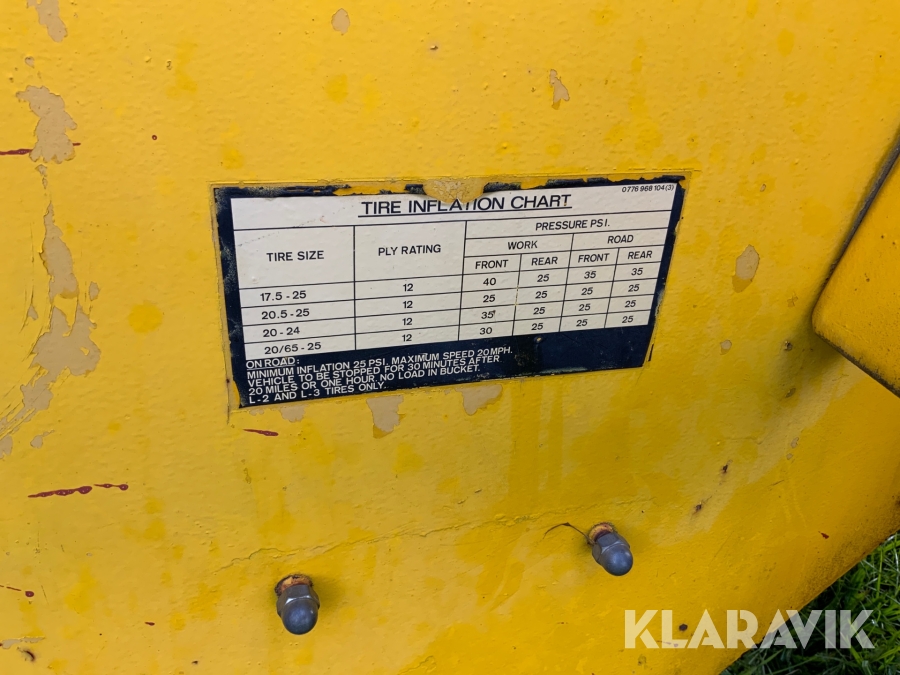 0776 968 104(3)
TIRE INFLATION CHART
TIRE SIZE PLY RATING PRESSURE PSI.
WORK ROAD
FRONT REAR FRONT REAR
17.5-25 12 40 25 35 35
20.5-25 12 25 25 25 25
20-24 12 35 25 25 25
20/65-25 12 30 25 25 25
ON ROAD:
MINIMUM INFLATION 25 PSI, MAXIMUM SPEED 20MPH.
VEHICLE TO BE STOPPED FOR 30 MINUTES AFTER
20 MILES OR ONE HOUR. NO LOAD IN BUCKET.
L-2 AND L-3 TIRES ONLY.
KLARAVIK